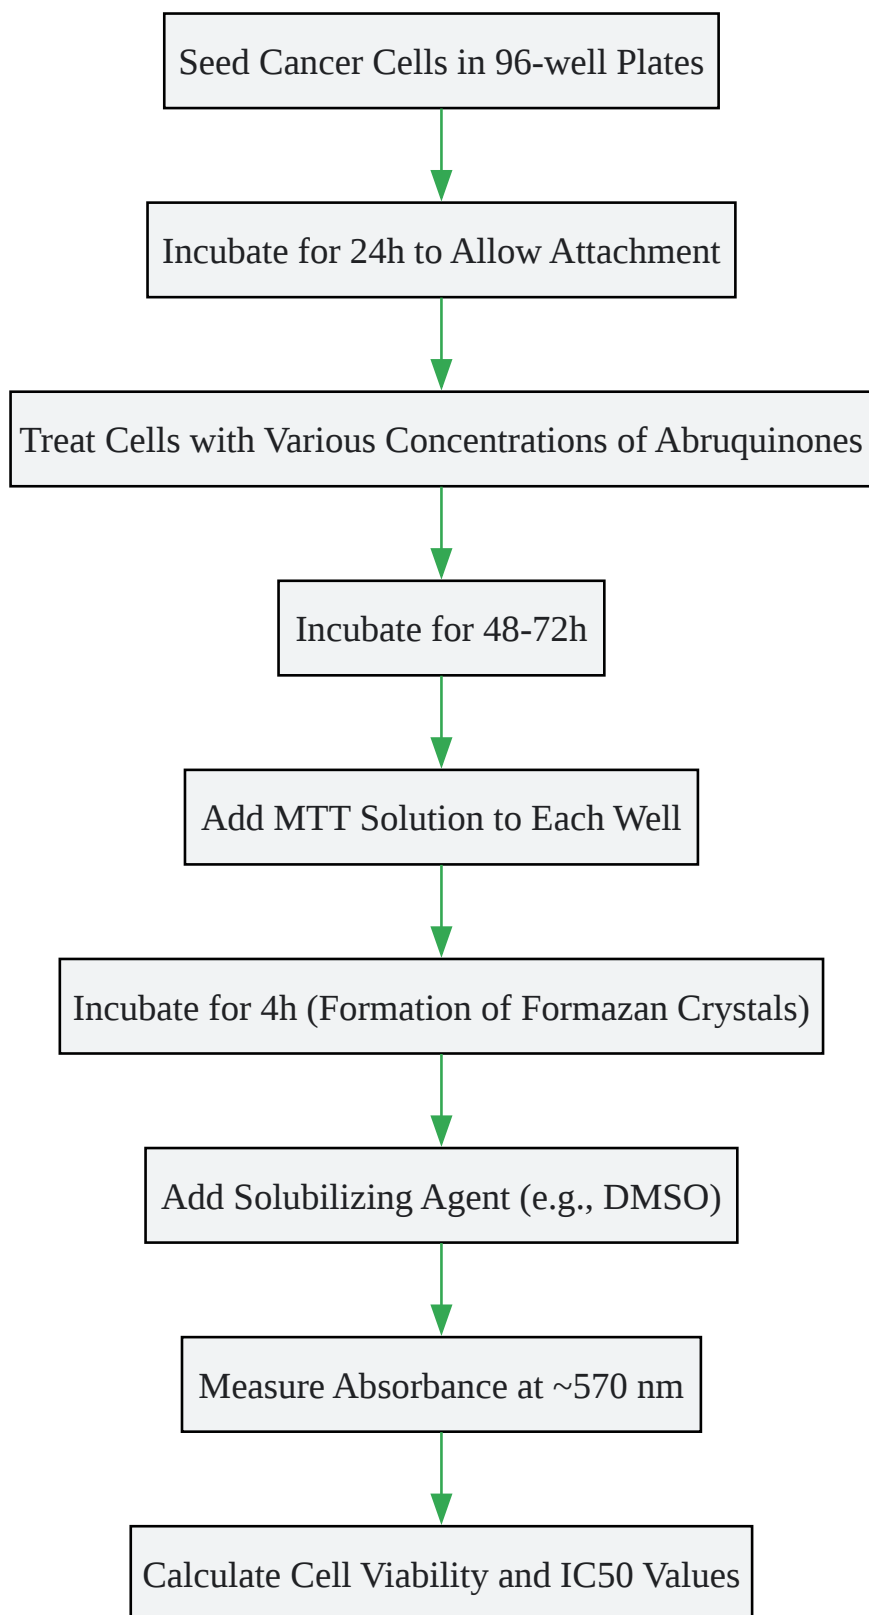 Seed Cancer Cells in 96-well Plates
Incubate for 24h to Allow Attachment
Treat Cells with Various Concentrations of Abruquinones
Incubate for 48-72h
Add MTT Solution to Each Well
Incubate for 4h (Formation of Formazan Crystals)
Add Solubilizing Agent (e.g., DMSO)
Measure Absorbance at ~570 nm
Calculate Cell Viability and IC50 Values